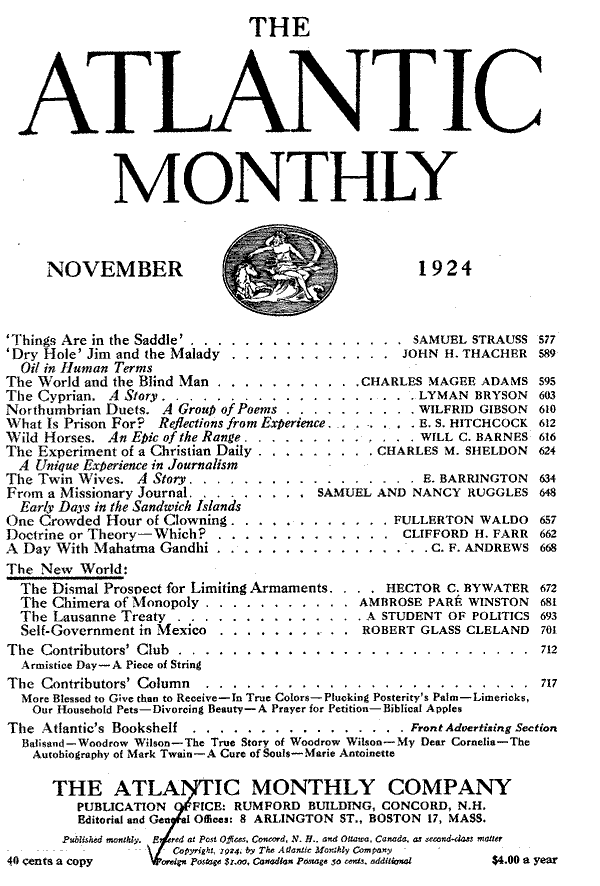 THE
ATLANTIC
MONTHLY
NOVEMBER 1924
'Things Are in the Saddle' . . . . . . . . . . . . . . . . SAMUEL STRAUSS 577
'Dry Hole' Jim and the Malady . . . . . . . . . . . . . JOHN H. THACHER 589
Oil in Human Terms
The World and the Blind Man . . . . . . . . . . . CHARLES MAGEE ADAMS 595
The Cyprian. A Story . . . . . . . . . . . . . . . . . . . LYMAN BRYSON 603
Northumbrian Duets. A Group of Poems . . . . . . . . . WILFRID GIBSON 610
What Is Prison For? Reflections from Experience . . . . . . . E. S. HITCHCOCK 612
Wild Horses. An Epic of the Range . . . . . . . . . . . WILL C. BARNES 616
The Experiment of a Christian Daily . . . . . . . . . CHARLES M. SHELDON 624
A Unique Experience in Journalism
The Twin Wives. A Story . . . . . . . . . . . . . . . . . E. BARRINGTON 634
From a Missionary Journal . . . . . . . . . SAMUEL AND NANCY RUGGLES 648
Early Days in the Sandwich Islands
One Crowded Hour of Clowning . . . . . . . . . . . . FULLERTON WALDO 657
Doctrine or Theory—Which? . . . . . . . . . . . . . . CLIFFORD H. FARR 662
A Day With Mahatma Gandhi . . . . . . . . . . . . . . . . C. F. ANDREWS 668
The New World:
The Dismal Prospect for Limiting Armaments . . . . HECTOR C. BYWATER 672
The Chimera of Monopoly . . . . . . . . . . . AMBROSE PARÉ WINSTON 681
The Lausanne Treaty . . . . . . . . . . . . . . A STUDENT OF POLITICS 693
Self-Government in Mexico . . . . . . . . . . ROBERT GLASS CLELAND 701
The Contributors' Club . . . . . . . . . . . . . . . . . . . . . . . . 712
Armistice Day—A Piece of String
The Contributors' Column . . . . . . . . . . . . . . . . . . . . . . . 717
More Blessed to Give than to Receive—In True Colors—Plucking Posterity's Palm—Limericks,
Our Household Pets—Divorcing Beauty—A Prayer for Petition—Biblical Apples
The Atlantic's Bookshelf . . . . . . . . . . . . . . . . Front Advertising Section
Balisand—Woodrow Wilson—The True Story of Woodrow Wilson—My Dear Cornelia—The
Autobiography of Mark Twain—A Cure of Souls—Marie Antoinette
THE ATLANTIC MONTHLY COMPANY
PUBLICATION OFFICE: RUMFORD BUILDING, CONCORD, N.H.
Editorial and General Offices: 8 ARLINGTON ST., BOSTON 17, MASS.
Published monthly. Entered at Post Offices, Concord, N. H., and Ottawa, Canada, as second-class matter
Copyright, 1924, by The Atlantic Monthly Company
40 cents a copy Foreign Postage $1.00, Canadian Postage 50 cents, additional $4.00 a year